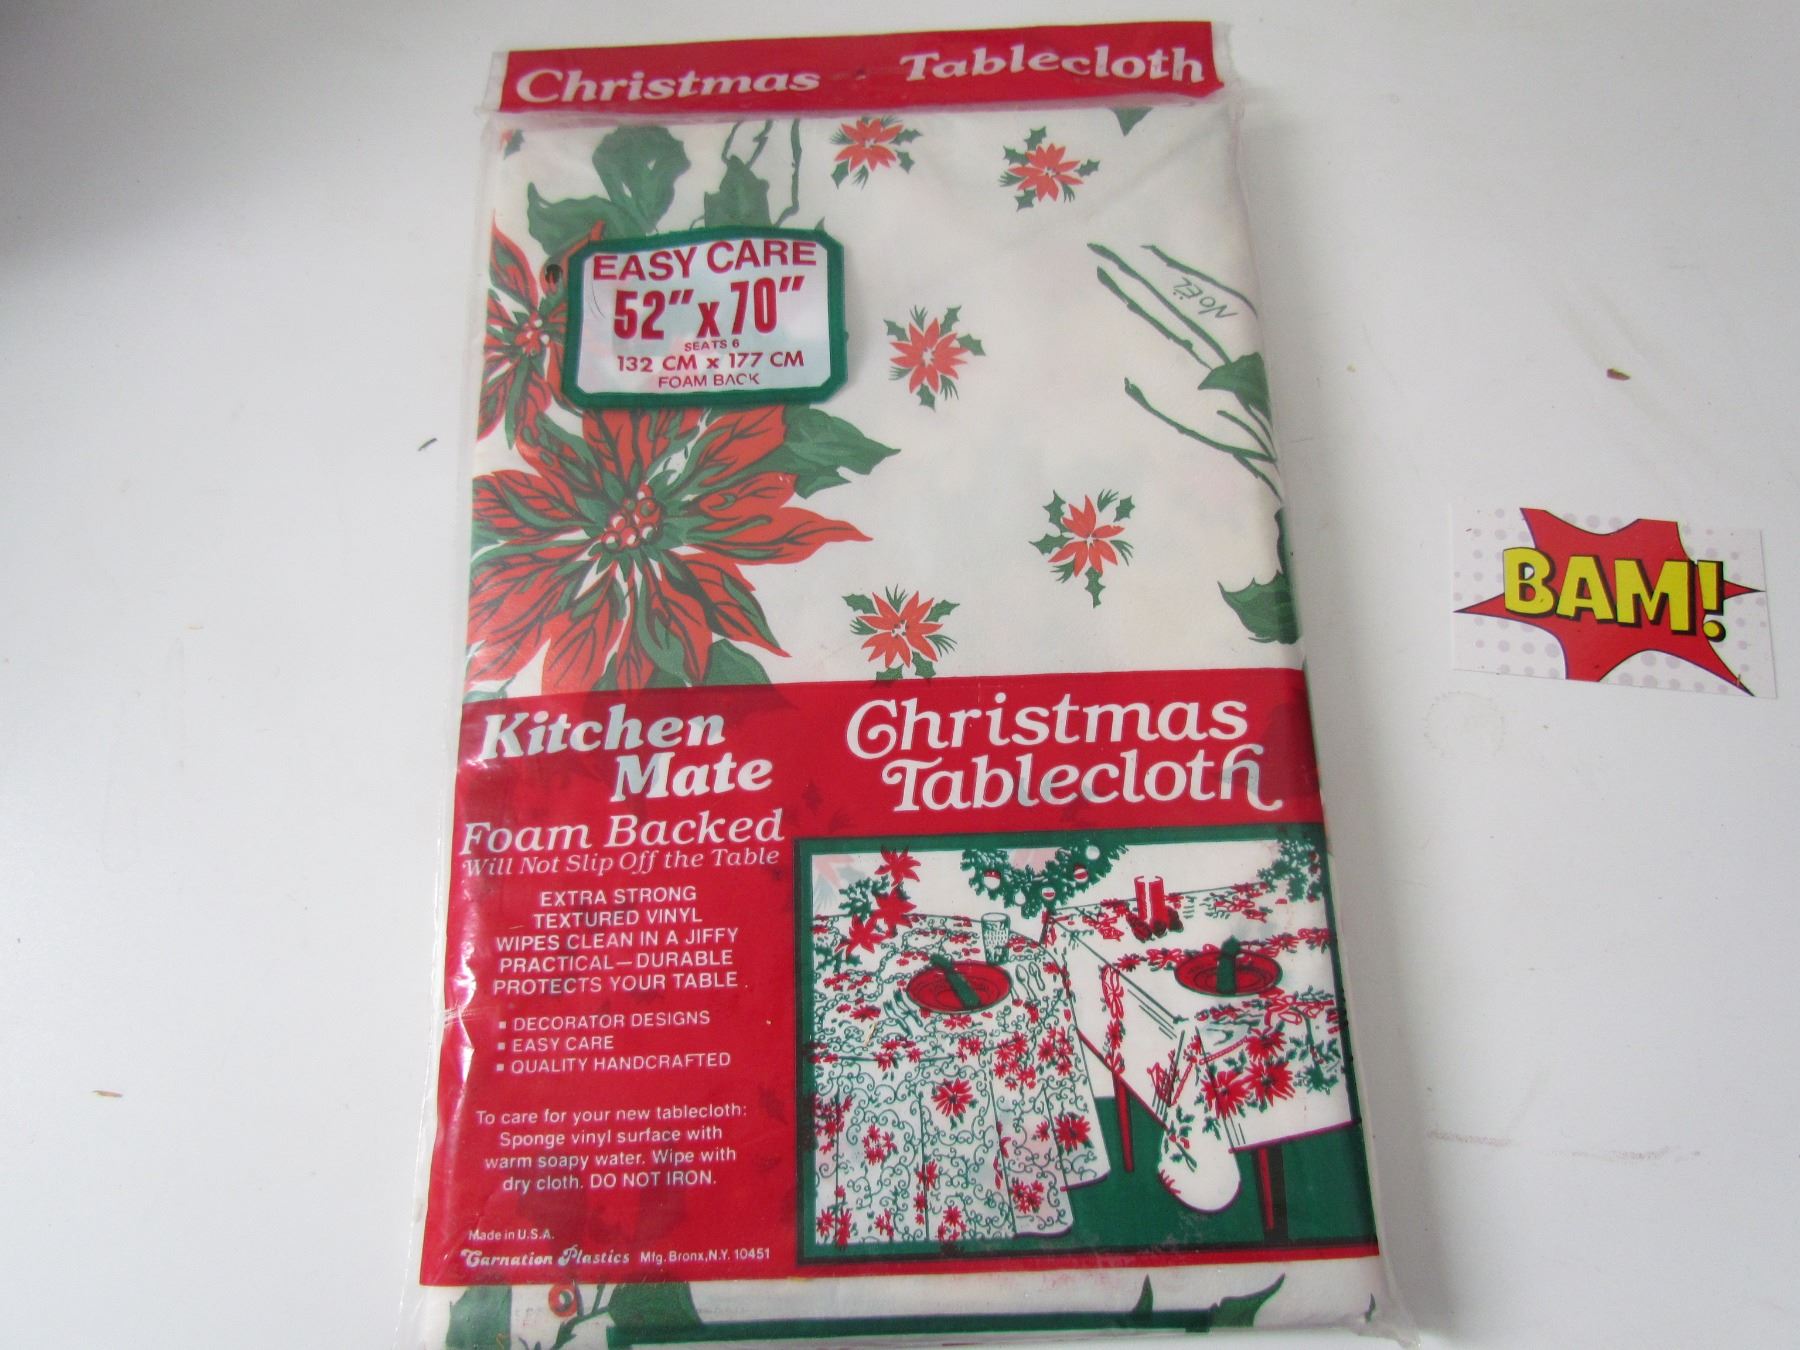 Christmas Tablecloth
EASY CARE
52" x 70"
SEATS 6
132 CM x 177 CM
FOAM BACK
NOEL
BAM!
Kitchen
Mate
Christmas
Tablecloth
Foam Backed
Will Not Slip Off the Table
EXTRA STRONG
TEXTURED VINYL
WIPES CLEAN IN A JIFFY
PRACTICAL—DURABLE
PROTECTS YOUR TABLE.
▪ DECORATOR DESIGNS
▪ EASY CARE
▪ QUALITY HANDCRAFTED
To care for your new tablecloth:
Sponge vinyl surface with
warm soapy water. Wipe with
dry cloth. DO NOT IRON.
Made in U.S.A.
Carnation Plastics Mfg. Bronx, N.Y. 10451